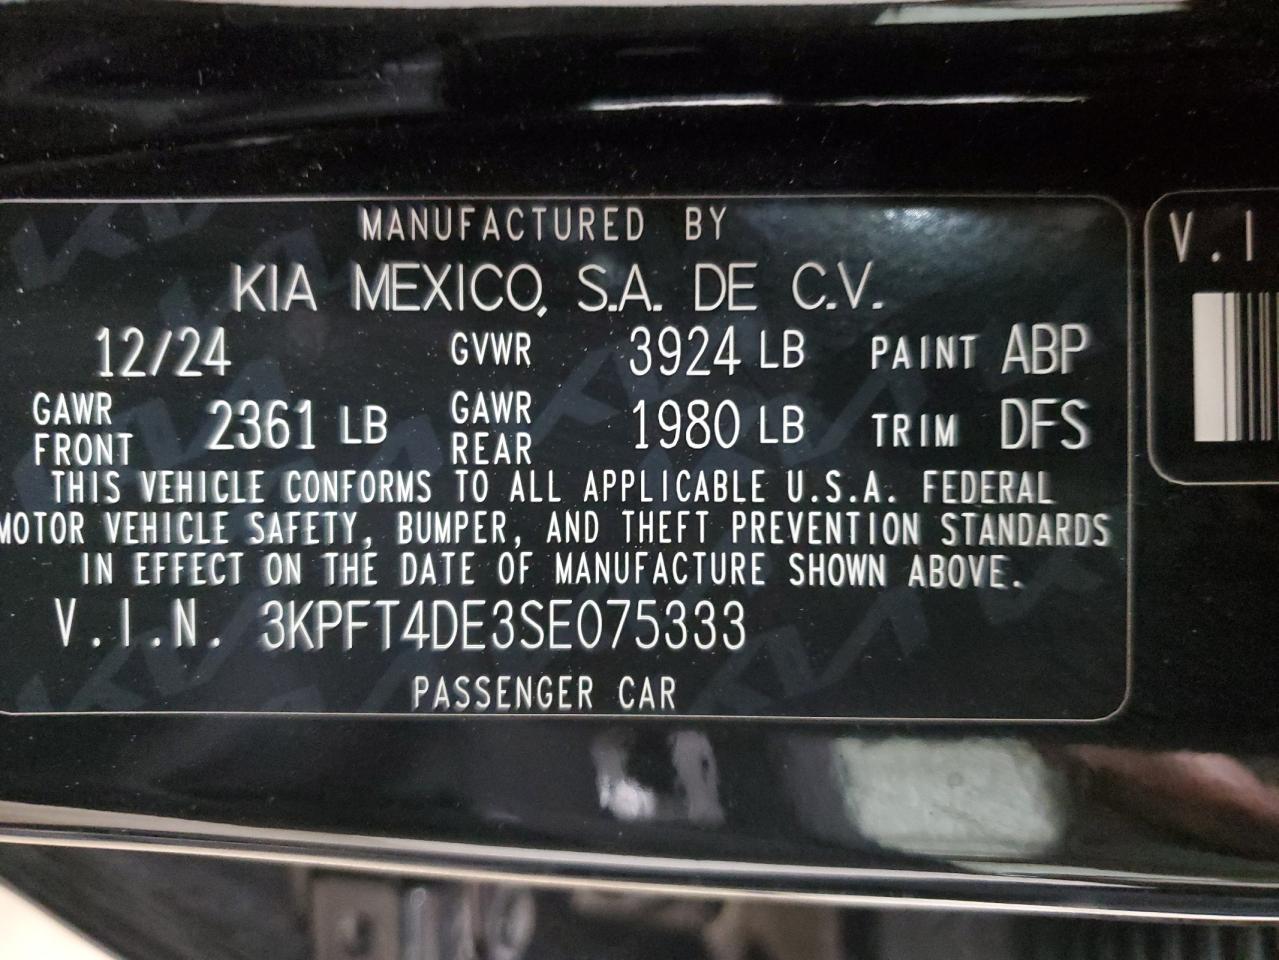 MANUFACTURED BY
KIA MEXICO, S.A. DE C.V.
12/24 GVWR 3924 LB PAINT ABP
GAWR FRONT 2361 LB GAWR REAR 1980 LB TRIM DFS
THIS VEHICLE CONFORMS TO ALL APPLICABLE U.S.A. FEDERAL
MOTOR VEHICLE SAFETY, BUMPER, AND THEFT PREVENTION STANDARDS
IN EFFECT ON THE DATE OF MANUFACTURE SHOWN ABOVE.
V.I.N. 3KPFT4DE3SE075333
PASSENGER CAR
V.I